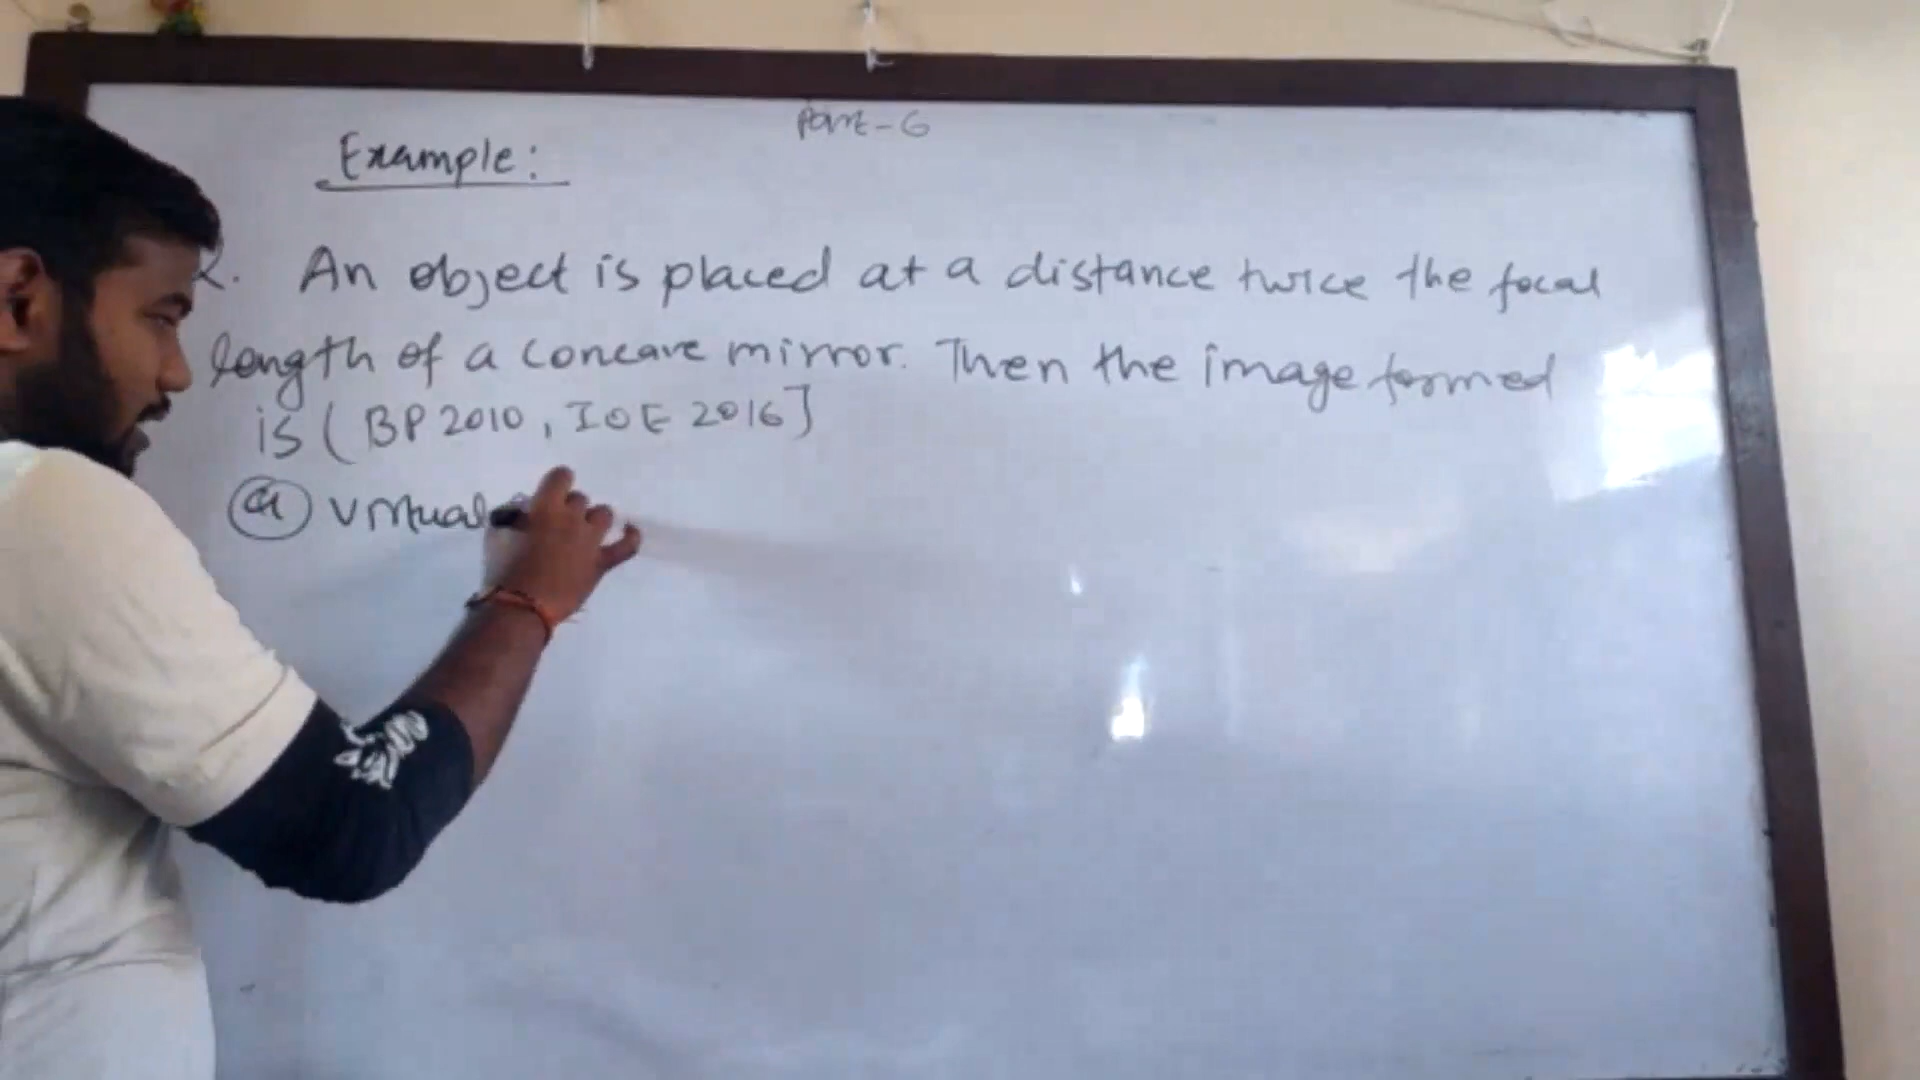 Part-6
Example:
2. An object is placed at a distance twice the focal
length of a concave mirror. Then the image formed
is (BP 2010, IOE 2016]
(a) virtual